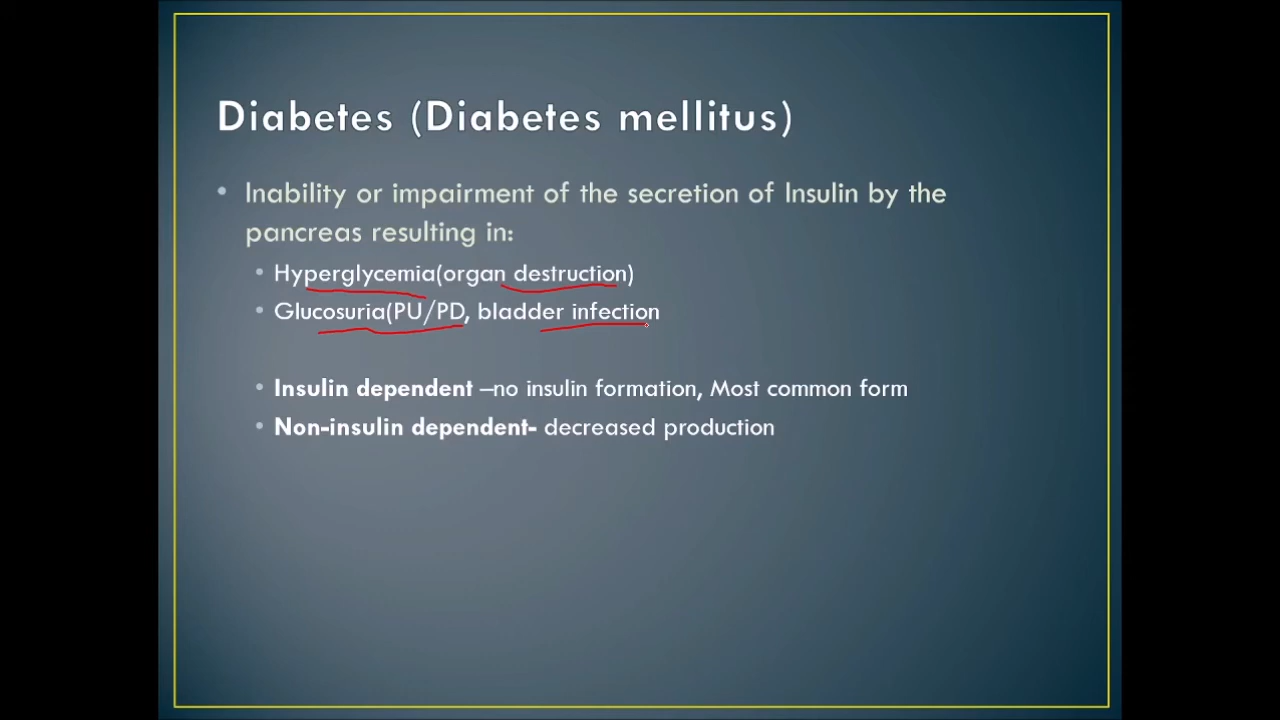 Diabetes (Diabetes mellitus)
• Inability or impairment of the secretion of Insulin by the
pancreas resulting in:
• Hyperglycemia(organ destruction)
• Glucosuria(PU/PD, bladder infection
• Insulin dependent –no insulin formation, Most common form
• Non-insulin dependent- decreased production